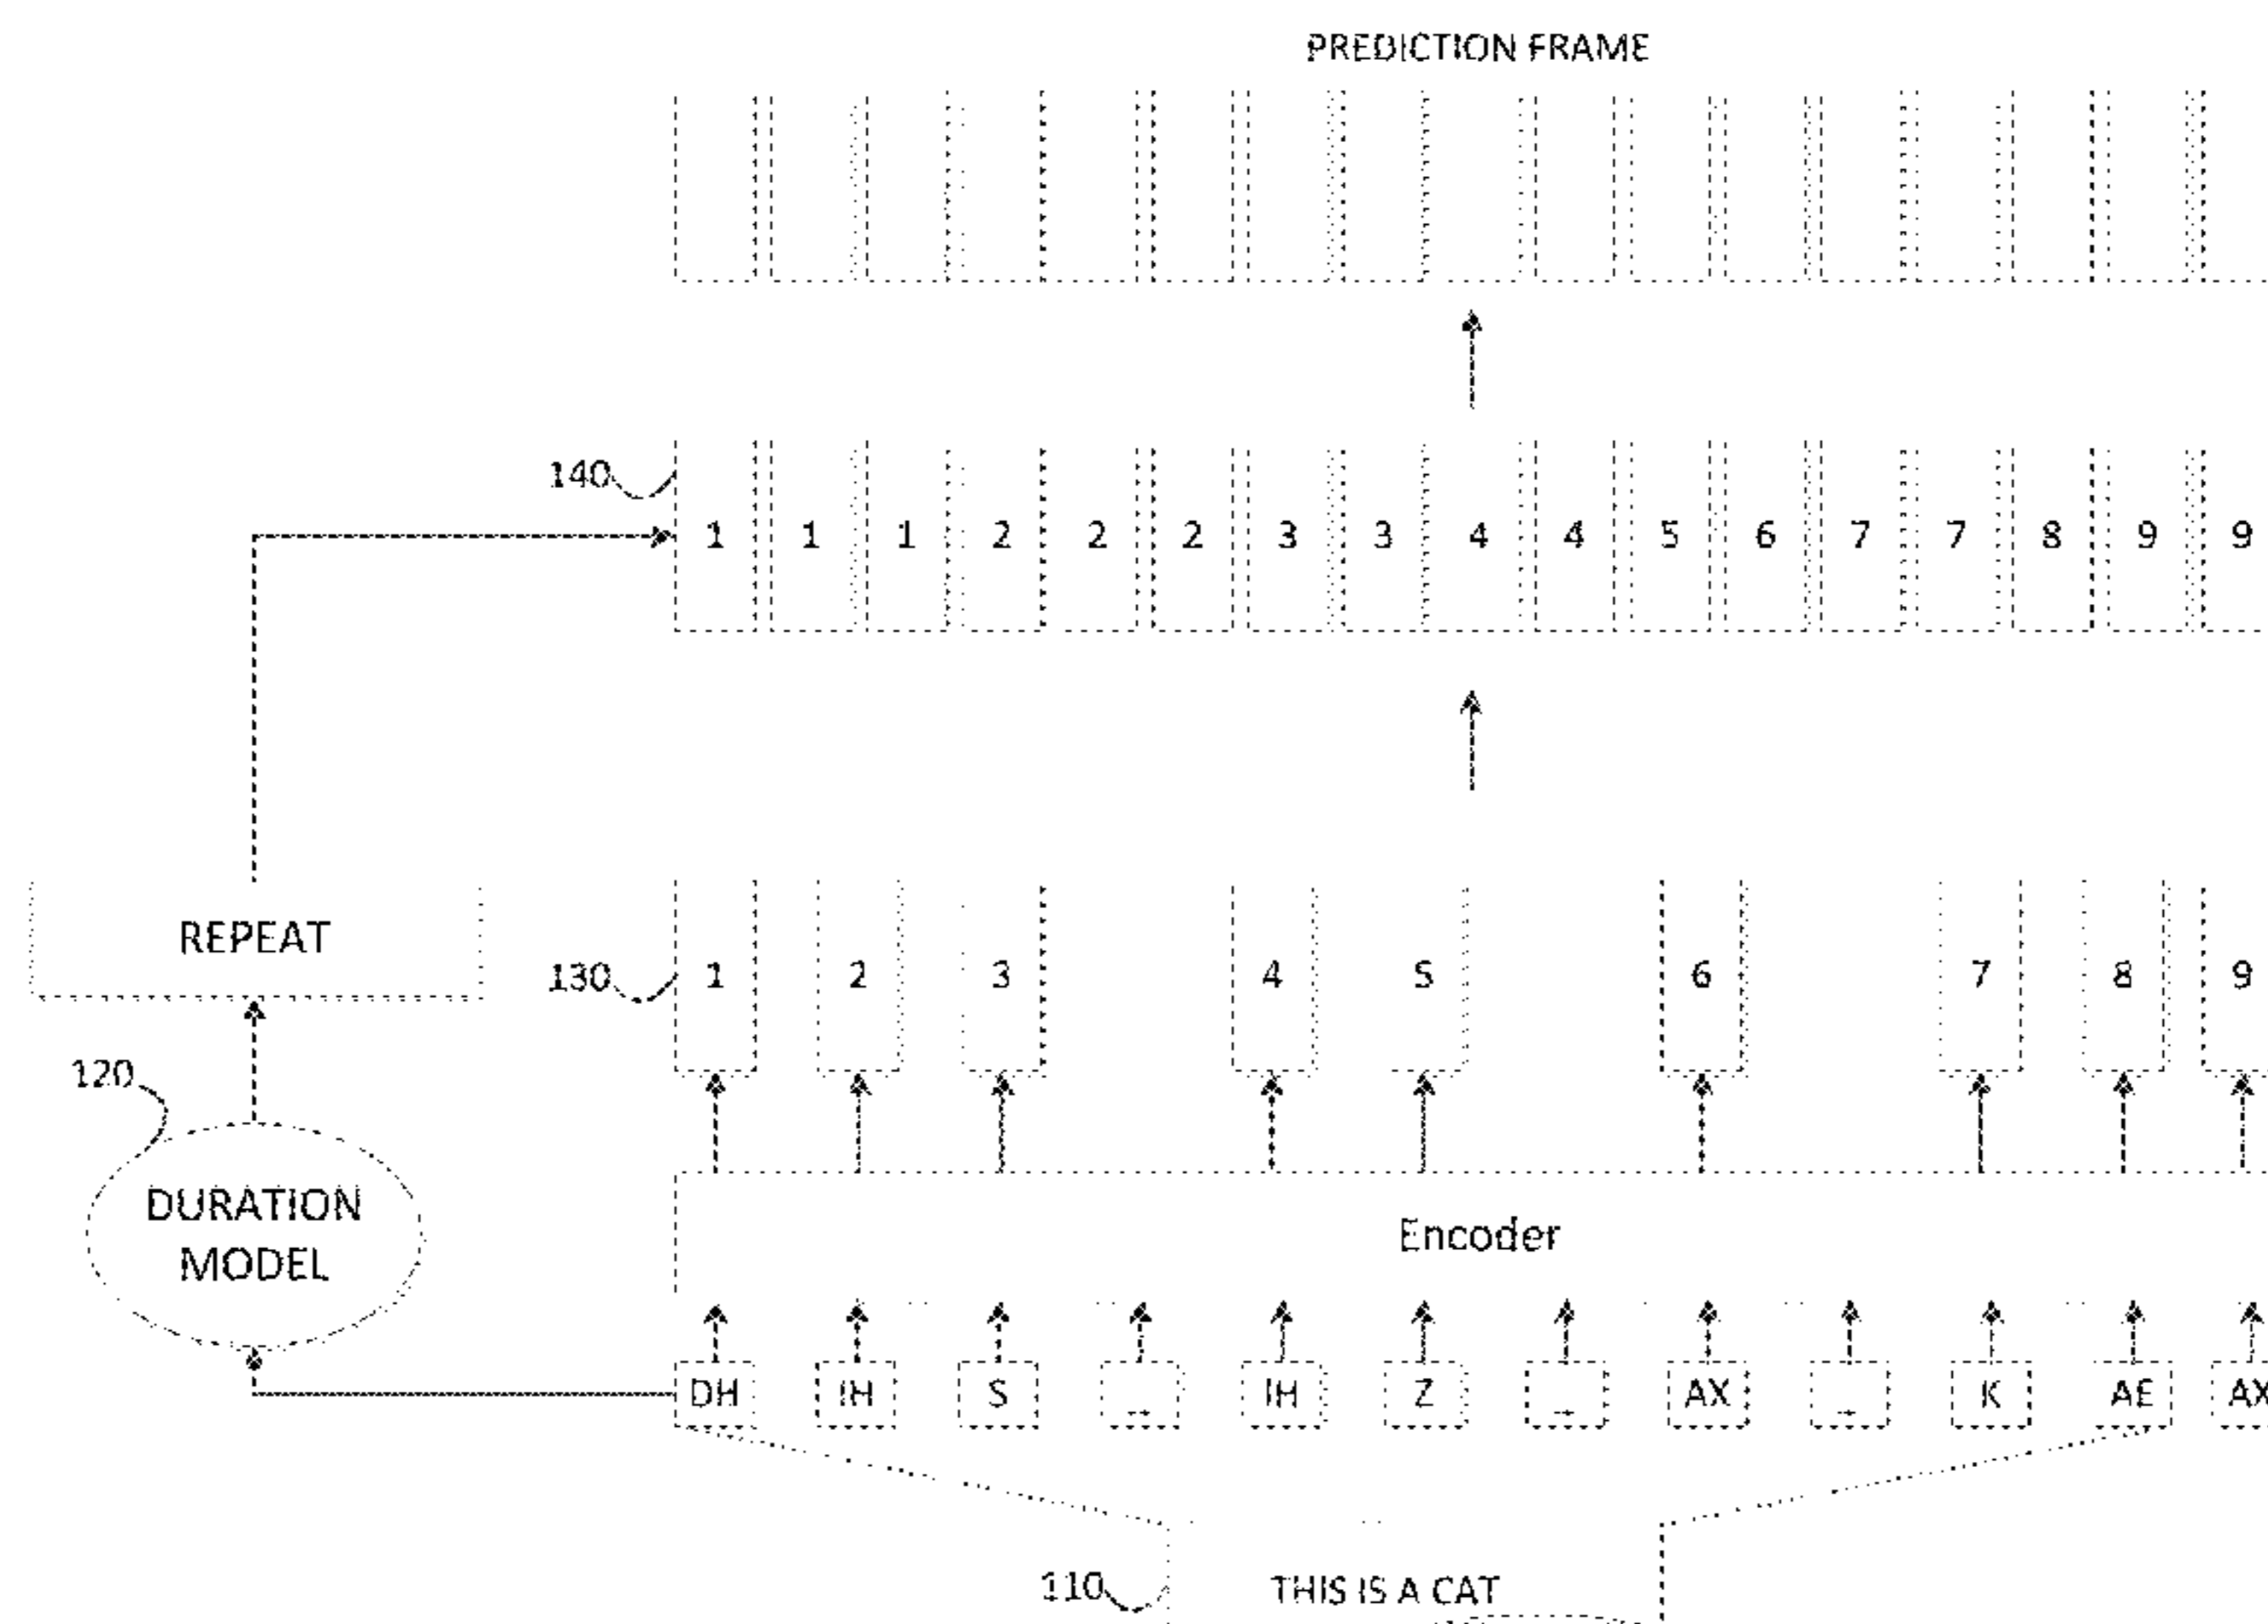 PREDICTION FRAME
140
1 1 1 2 2 2 3 3 4 4 5 6 7 7 8 9 9
REPEAT
130
1 2 3 4 5 6 7 8 9
120
DURATION
MODEL
Encoder
DH IH S _ IH Z _ AX _ K AE AX
110
THIS IS A CAT